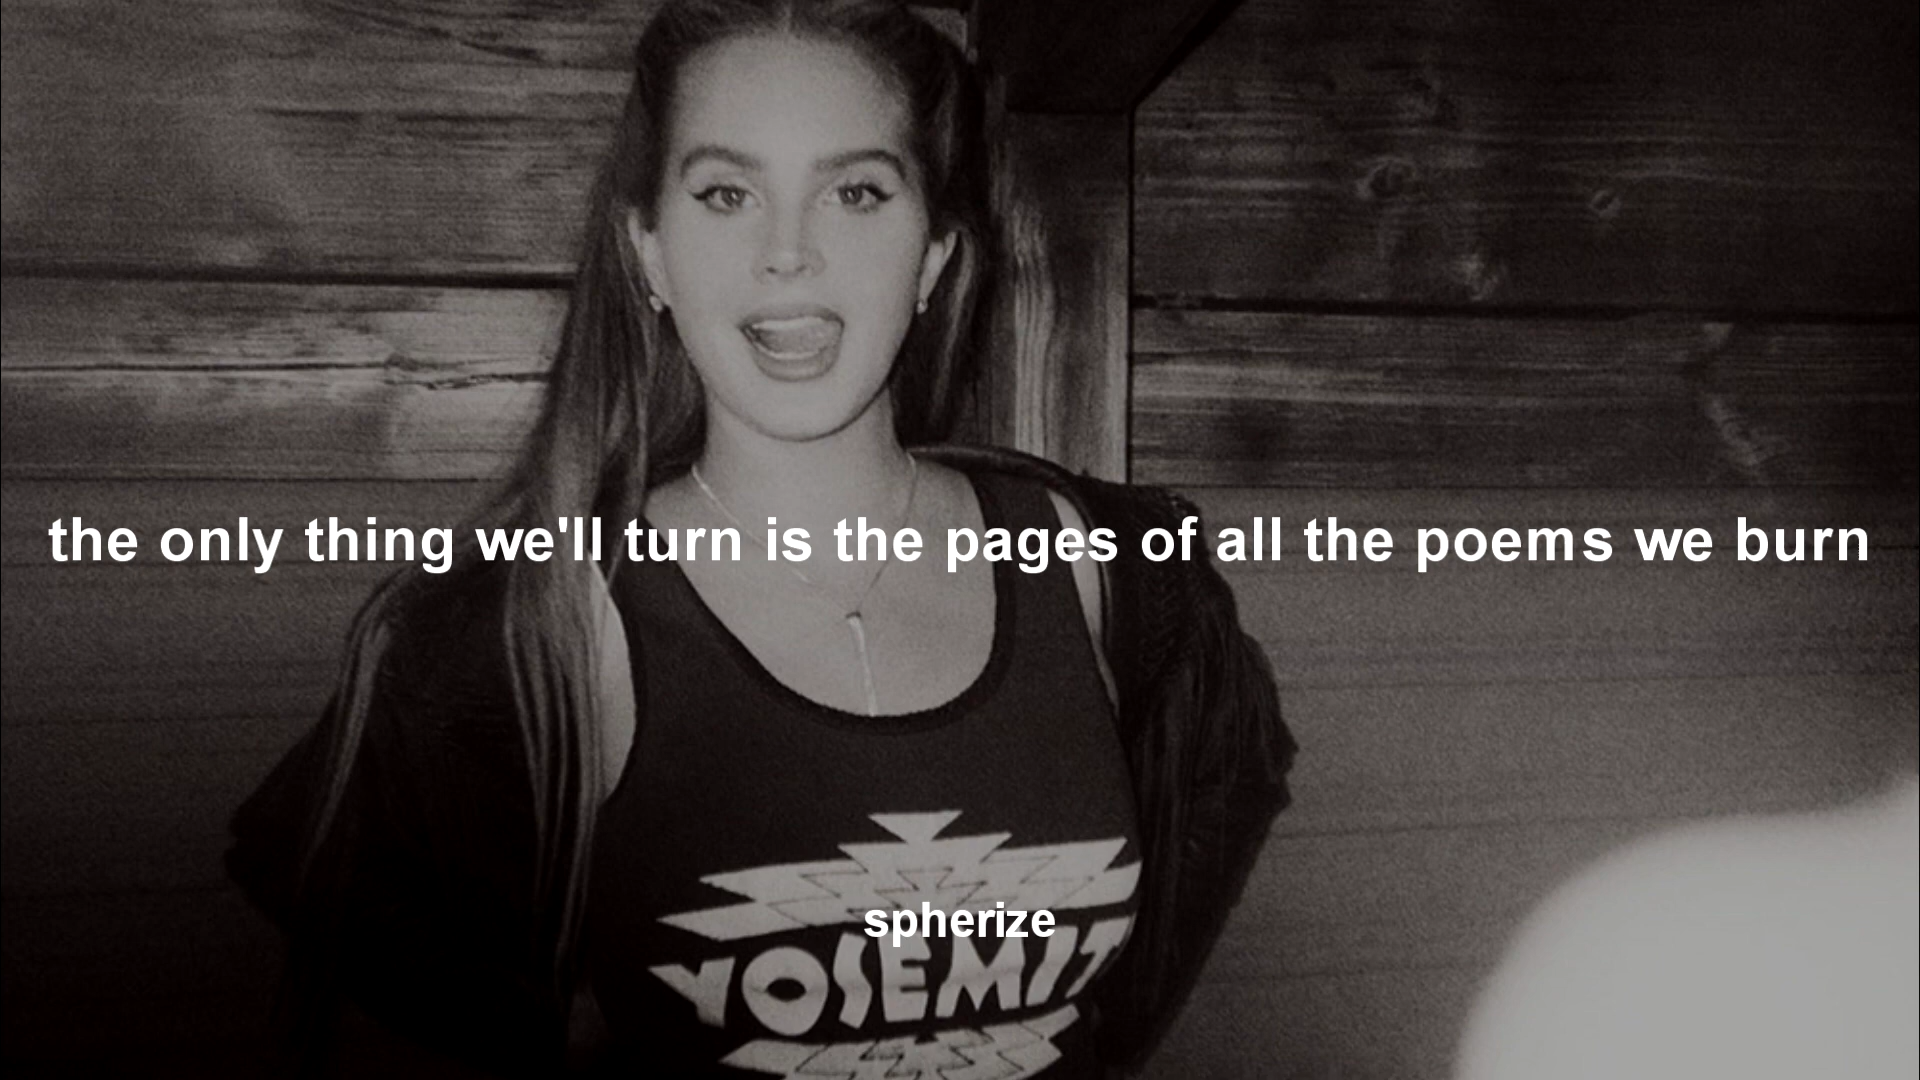 the only thing we'll turn is the pages of all the poems we burn
spherize
YOSEMIT